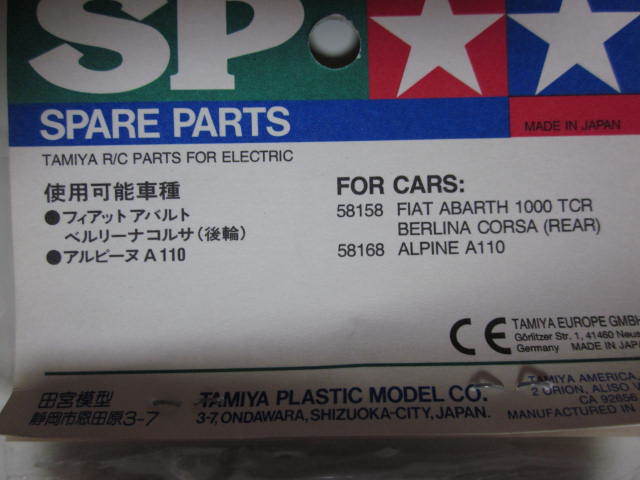 SP
SPARE PARTS
MADE IN JAPAN
TAMIYA R/C PARTS FOR ELECTRIC
使用可能車種
●フィアットアバルト
ベルリーナコルサ(後輪)
●アルピーヌ A110
FOR CARS:
58158 FIAT ABARTH 1000 TCR
BERLINA CORSA (REAR)
58168 ALPINE A110
CE TAMIYA EUROPE GMBH
Görlitzer Str. 1, 41460 Neus
Germany MADE IN JAPA
田宮模型
静岡市恩田原3-7
TAMIYA PLASTIC MODEL CO.
3-7, ONDAWARA, SHIZUOKA-CITY, JAPAN.
TAMIYA AMERICA,
2 ORION, ALISO V
CA 92656
MANUFACTURED IN